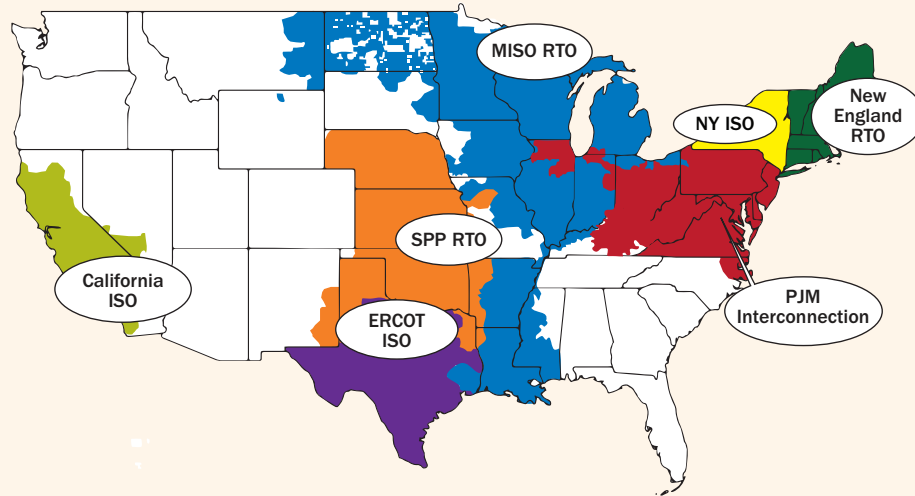 MISO RTO
New
England
RTO
NY ISO
SPP RTO
California
ISO
ERCOT
ISO
PJM
Interconnection